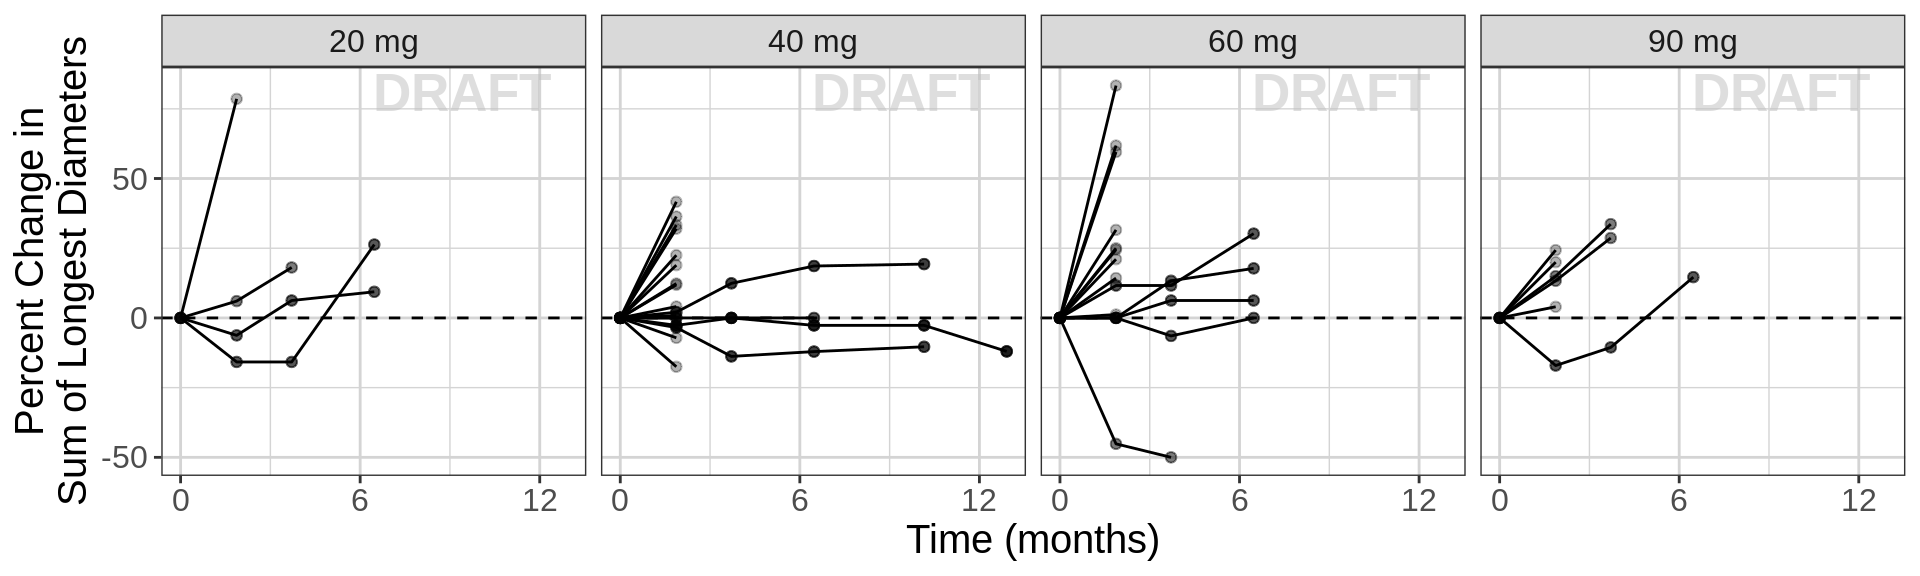 20 mg
40 mg
60 mg
90 mg
DRAFT
DRAFT
DRAFT
DRAFT
Percent Change in
Sum of Longest Diameters
50
0
-50
0
6
12
0
6
12
0
6
12
0
6
12
Time (months)